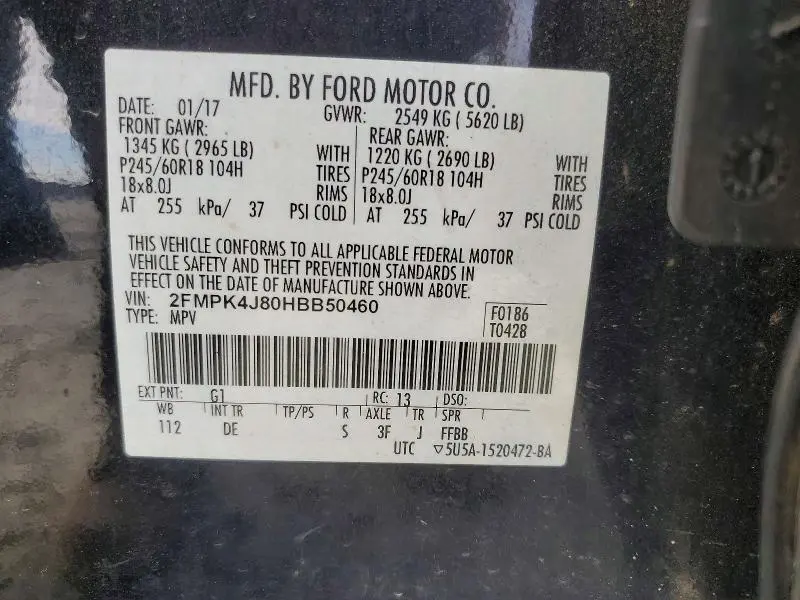 MFD. BY FORD MOTOR CO.
DATE: 01/17 GVWR: 2549 KG ( 5620 LB)
FRONT GAWR: REAR GAWR:
1345 KG ( 2965 LB) WITH 1220 KG ( 2690 LB) WITH
P245/60R18 104H TIRES P245/60R18 104H TIRES
18x8.0J RIMS 18x8.0J RIMS
AT 255 kPa/ 37 PSI COLD AT 255 kPa/ 37 PSI COLD
THIS VEHICLE CONFORMS TO ALL APPLICABLE FEDERAL MOTOR
VEHICLE SAFETY AND THEFT PREVENTION STANDARDS IN
EFFECT ON THE DATE OF MANUFACTURE SHOWN ABOVE.
VIN: 2FMPK4J80HBB50460 F0186
TYPE: MPV T0428
EXT PNT: G1 RC: 13 DSO:
WB INT TR TP/PS R AXLE TR SPR
112 DE S 3F J FFBB
UTC ▽5U5A-1520472-BA